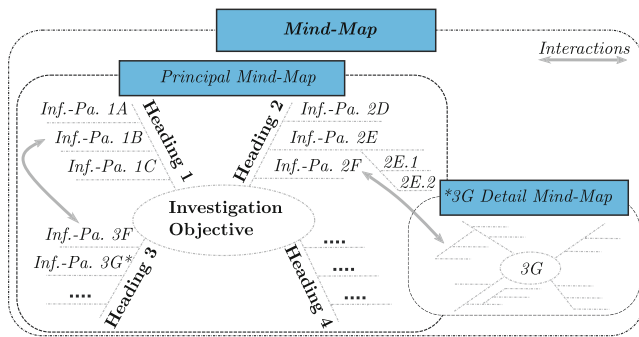 Mind-Map
Interactions
Principal Mind-Map
Inf.-Pa. 1A
Inf.-Pa. 1B
Inf.-Pa. 1C
Heading 1
Heading 2
Inf.-Pa. 2D
Inf.-Pa. 2E
Inf.-Pa. 2F
2E.1
2E.2
*3G Detail Mind-Map
Investigation
Objective
Inf.-Pa. 3F
Inf.-Pa. 3G*
....
Heading 3
Heading 4
....
....
....
3G